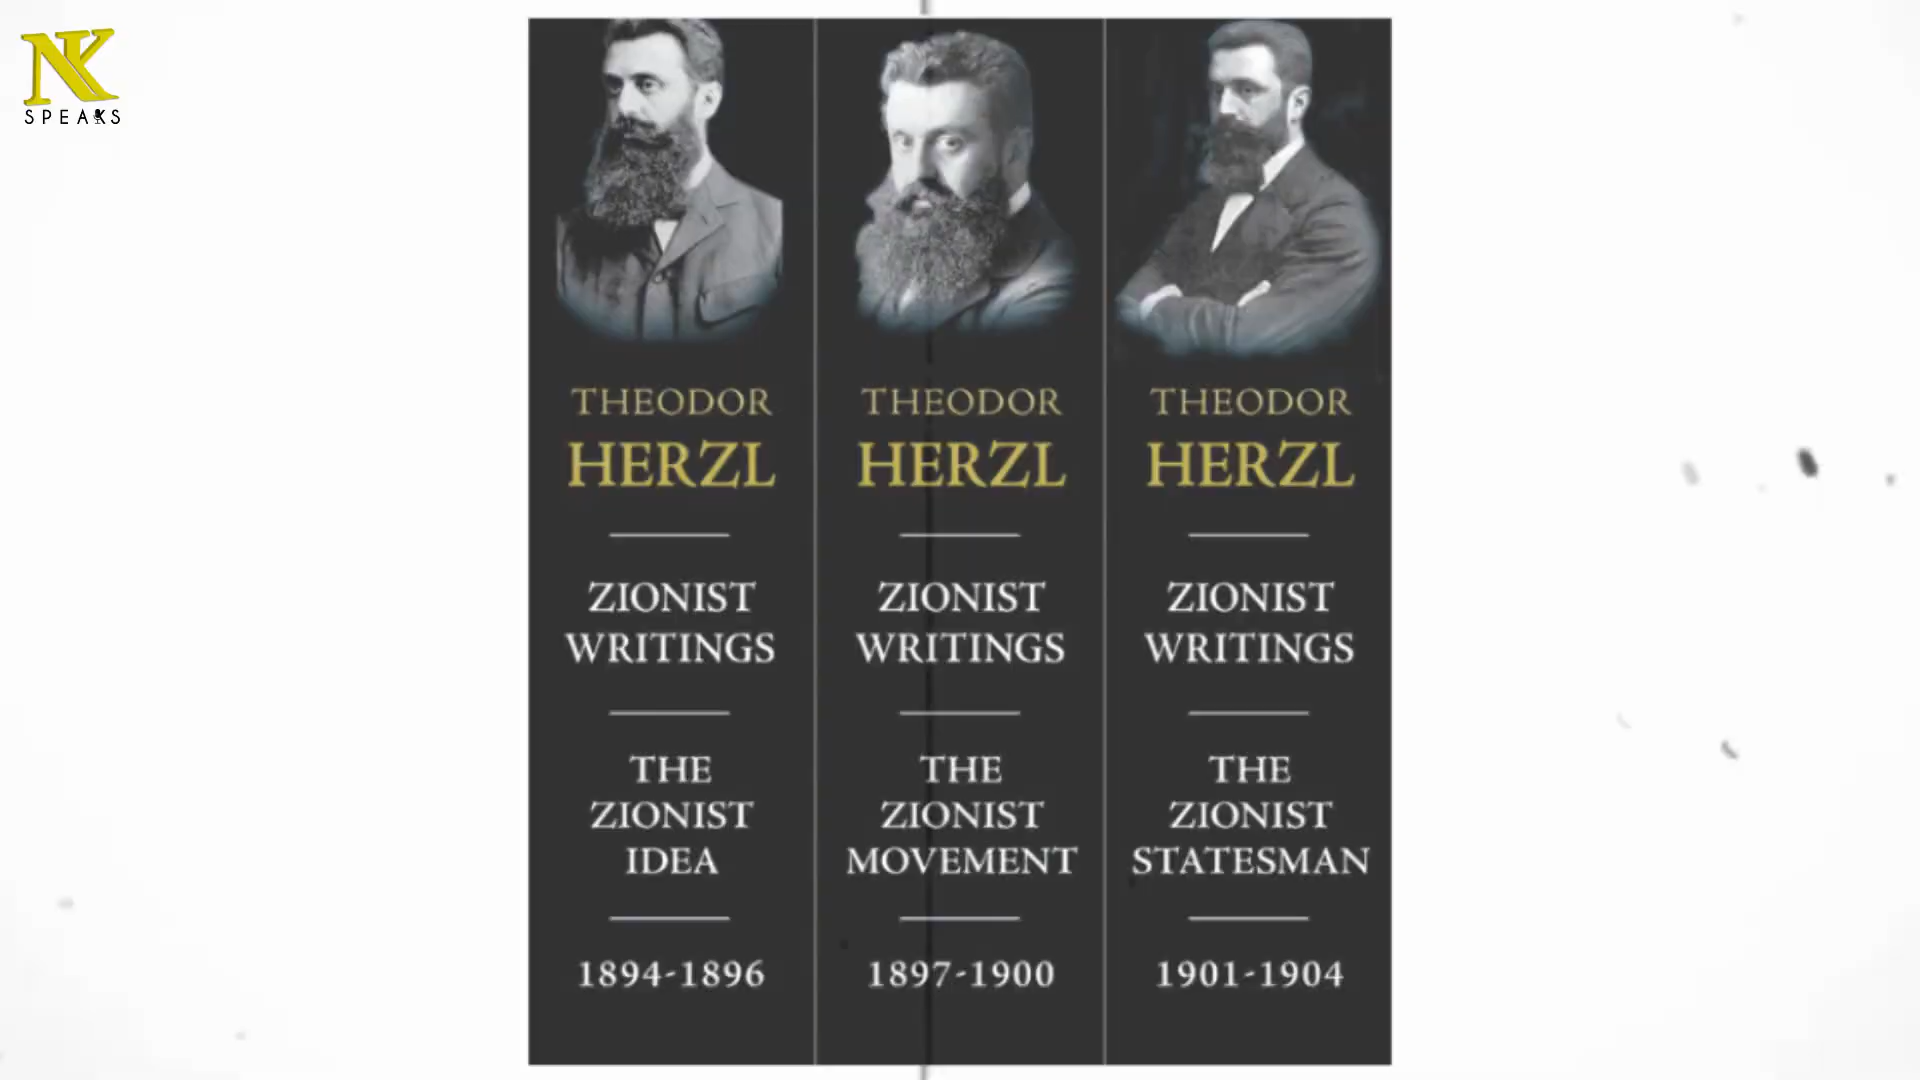 NK
SPEAKS
THEODOR
HERZL
ZIONIST
WRITINGS
THE
ZIONIST
IDEA
1894-1896
THEODOR
HERZL
ZIONIST
WRITINGS
THE
ZIONIST
MOVEMENT
1897-1900
THEODOR
HERZL
ZIONIST
WRITINGS
THE
ZIONIST
STATESMAN
1901-1904